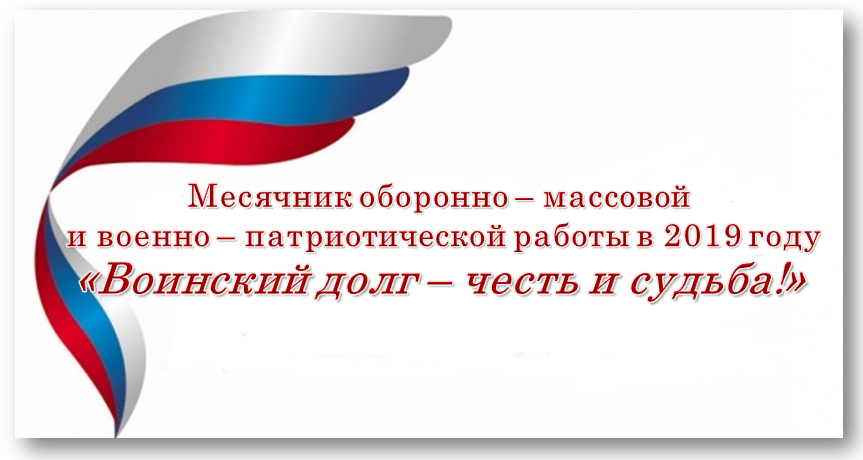 Месячник оборонно – массовой
и военно – патриотической работы в 2019 году
«Воинский долг – честь и судьба!»